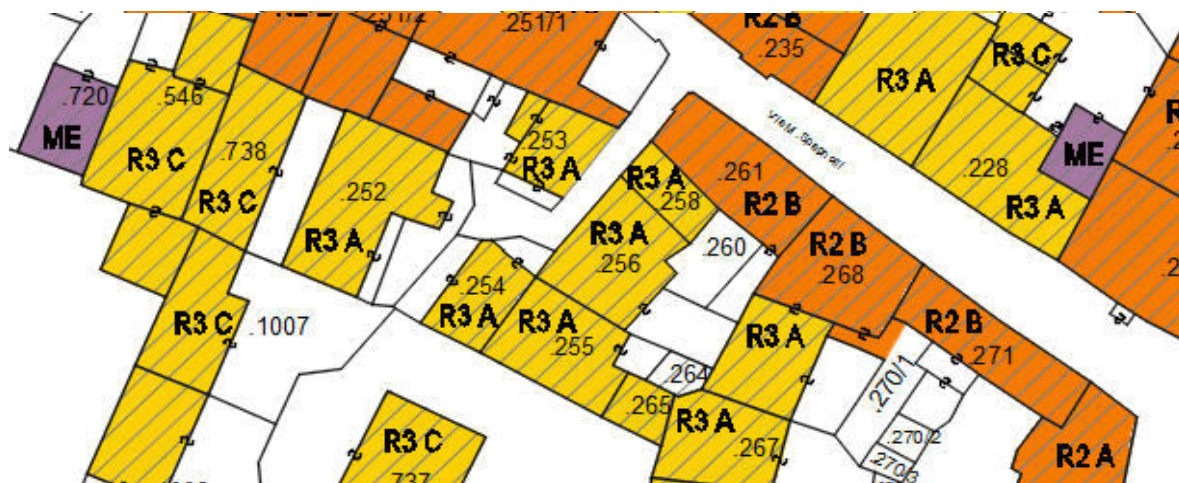 .251/2
.251/1
R2 B
.235
R3 C
R3 A
.720
.546
ME
R3 C
.738
.253
R3 A
.252
.261
R3 A
.258
R2 B
.228
ME
R3 C
R3 A
R3 A
R3 A
.256
.260
R2 B
.268
R3 A
.254
R3 C
.1007
R3 A
R3 A
.255
R3 A
R2 B
.271
.264
.270/1
.265
R3 A
.267
R3 C
.737
.270/2
.270/3
R2 A